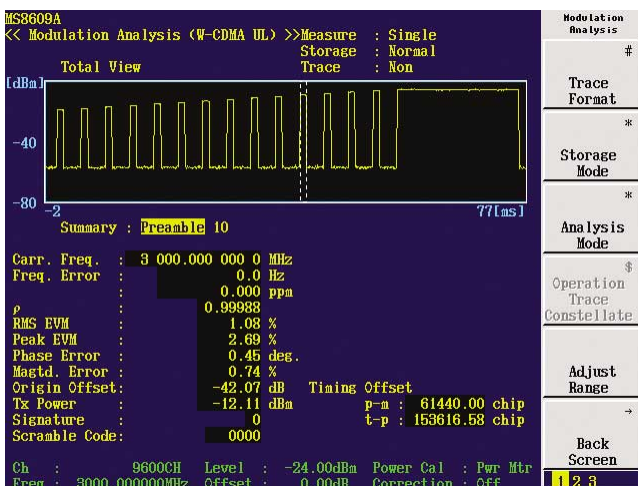 MS8609A
<< Modulation Analysis (W-CDMA UL) >>Measure : Single
Storage : Normal
Total View Trace : Non
[dBm]
-40
-80
-2 77[ms]
Summary : Preamble 10
Carr. Freq. : 3 000.000 000 0 MHz
Freq. Error : 0.0 Hz
: 0.000 ppm
ρ : 0.99988
RMS EVM : 1.08 %
Peak EVM : 2.69 %
Phase Error : 0.45 deg.
Magtd. Error : 0.74 %
Origin Offset: -42.07 dB Timing Offset
Tx Power : -12.11 dBm p-m : 61440.00 chip
Signature : 0 t-p : 153616.58 chip
Scramble Code: 0000
Ch : 9600CH Level : -24.00dBm Power Cal : Pwr Mtr
Freq : 3000.000000MHz Offset : 0.00dB Correction : Off
Modulation
Analysis
#
Trace
Format
*
Storage
Mode
*
Analysis
Mode
$
Operation
Trace
Constellate
Adjust
Range
→
Back
Screen
1 2 3